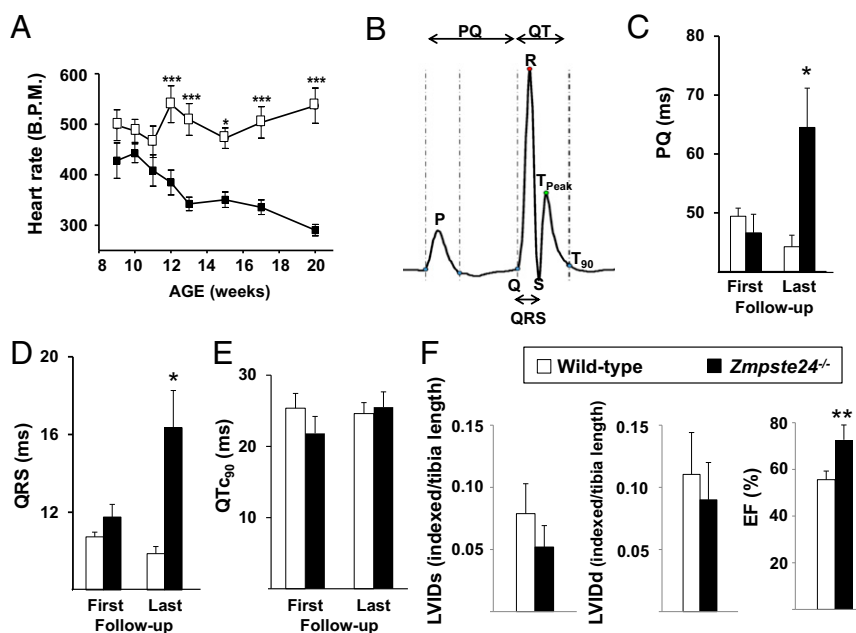 A
Heart rate (B.P.M.)
600
500
400
300
***
***
*
***
***
8 10 12 14 16 18 20
AGE (weeks)
B
PQ QT
R
P
T Peak
T90
Q S
QRS
C
PQ (ms)
80
70
60
50
*
First Last
Follow-up
D
QRS (ms)
20
16
12
*
First Last
Follow-up
E
QTc90 (ms)
30
20
10
First Last
Follow-up
F
Wild-type Zmpste24-/-
LVIDs (indexed/tibia length)
0.15
0.10
0.05
LVIDd (indexed/tibia length)
0.15
0.10
0.05
EF (%)
80
60
40
20
**